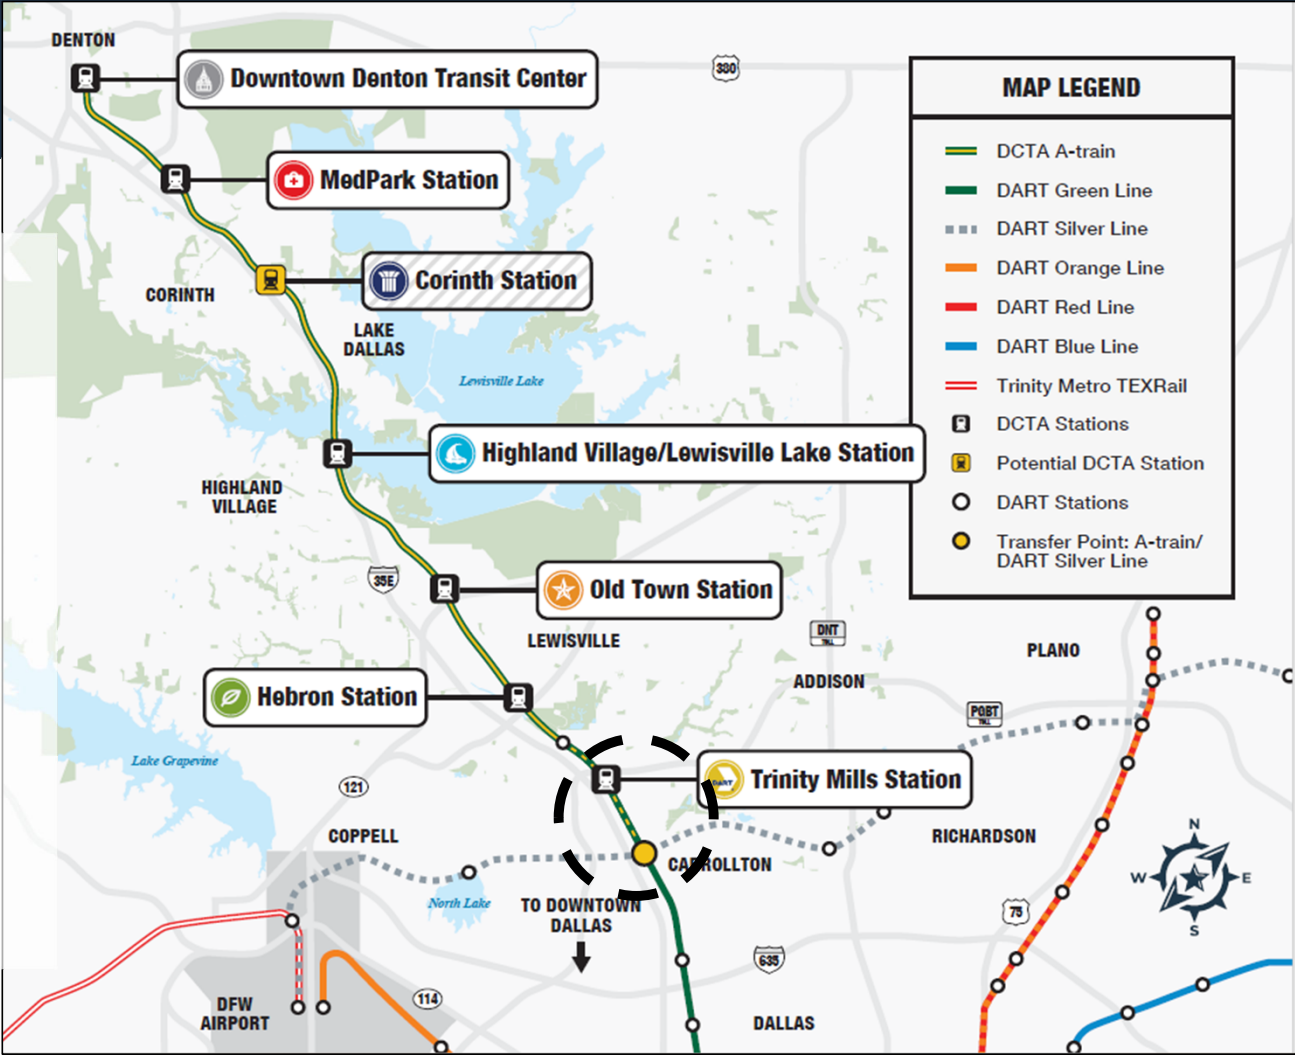 DENTON
Downtown Denton Transit Center
380
MAP LEGEND
DCTA A-train
DART Green Line
DART Silver Line
DART Orange Line
DART Red Line
DART Blue Line
Trinity Metro TEXRail
DCTA Stations
Potential DCTA Station
DART Stations
Transfer Point: A-train/
DART Silver Line
MedPark Station
Corinth Station
CORINTH
LAKE
DALLAS
Lewisville Lake
Highland Village/Lewisville Lake Station
HIGHLAND
VILLAGE
35E
Old Town Station
LEWISVILLE
DNT
TOLL
PLANO
ADDISON
Hebron Station
PGBT
TOLL
Lake Grapevine
DART
Trinity Mills Station
121
COPPELL
RICHARDSON
CARROLLTON
N
W
E
S
North Lake
TO DOWNTOWN
DALLAS
75
635
DFW
AIRPORT
114
DALLAS